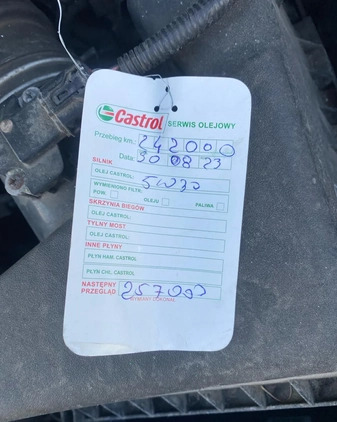 Castrol SERWIS OLEJOWY
Przebieg km.: 242000
Data: 30 08 23
SILNIK
OLEJ CASTROL: 5W30
WYMIENIONO FILTR:
POW. OLEJU PALIWA
SKRZYNIA BIEGÓW
OLEJ CASTROL:
TYLNY MOST
OLEJ CASTROL:
INNE PŁYNY
PŁYN HAM. CASTROL
PŁYN CHŁ. CASTROL
NASTĘPNY
PRZEGLĄD 257000
WYMIANY DOKONAŁ